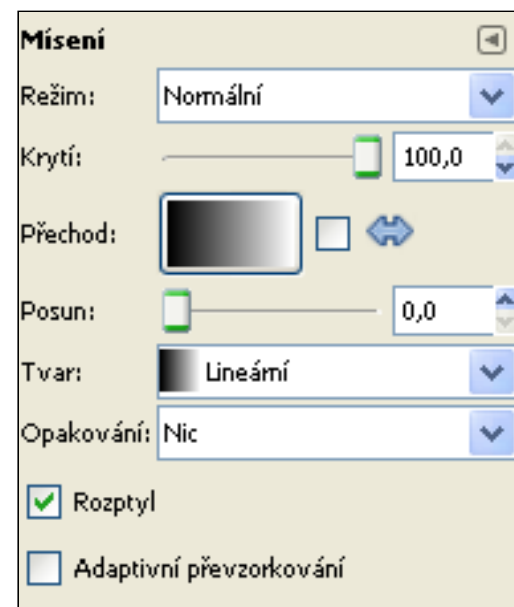 Mísení
Režim: Normální
Krytí: 100,0
Přechod:
Posun: 0,0
Tvar: Lineární
Opakování: Nic
Rozptyl
Adaptivní převzorkování